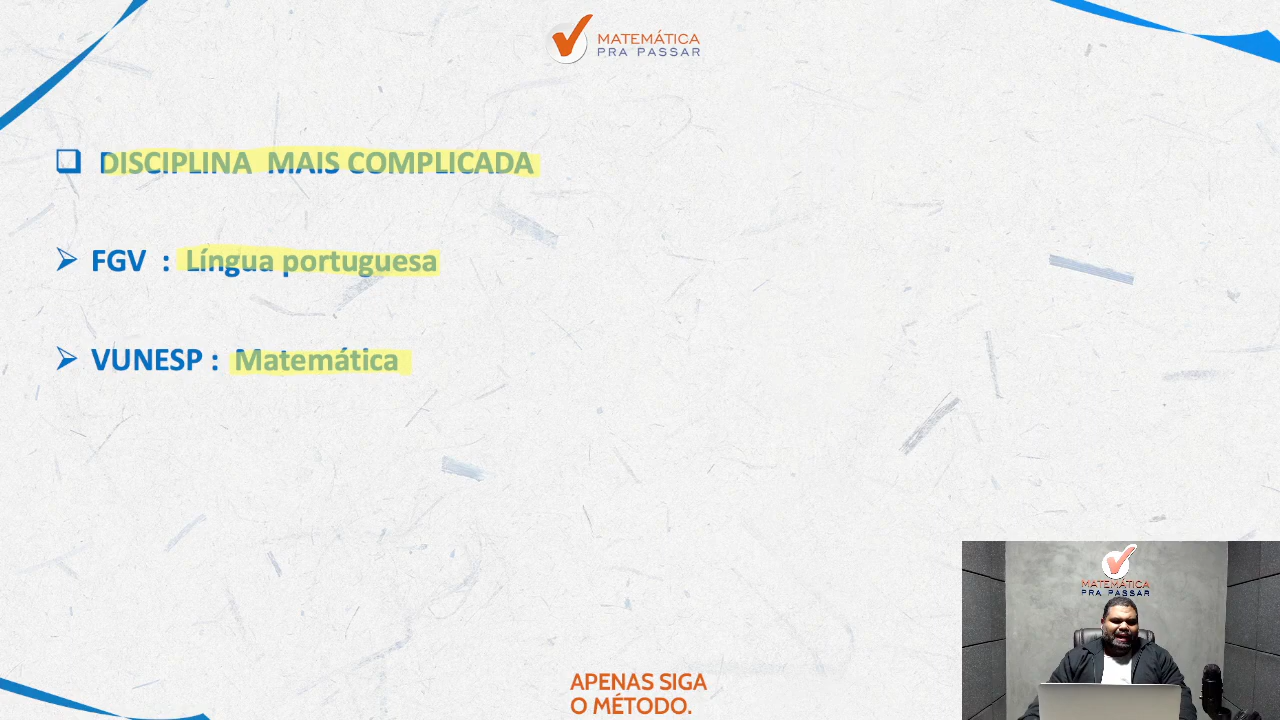 MATEMÁTICA
PRA PASSAR
DISCIPLINA MAIS COMPLICADA
FGV : Língua portuguesa
VUNESP : Matemática
MATEMÁTICA
PRA PASSAR
APENAS SIGA
O MÉTODO.